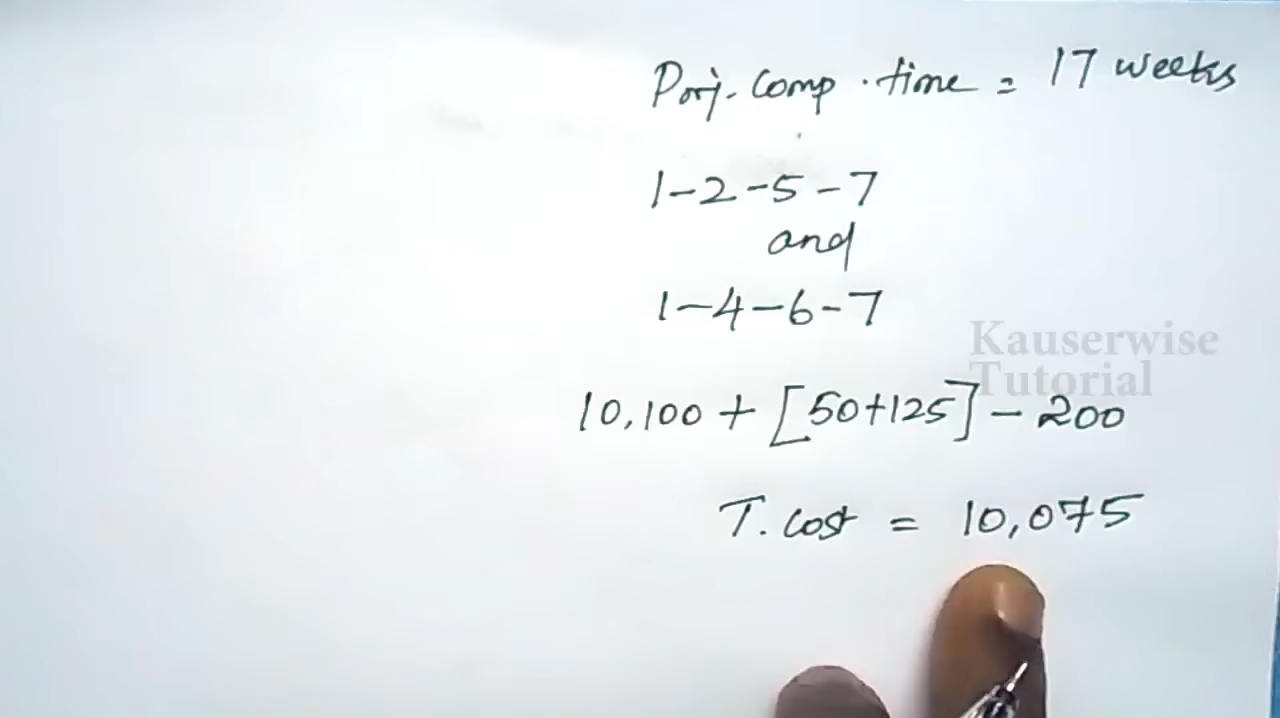 Porj. Comp. time = 17 weeks
1-2-5-7
and
1-4-6-7
Kauserwise
Tutorial
10,100 + [50+125] - 200
T. Cost = 10,075